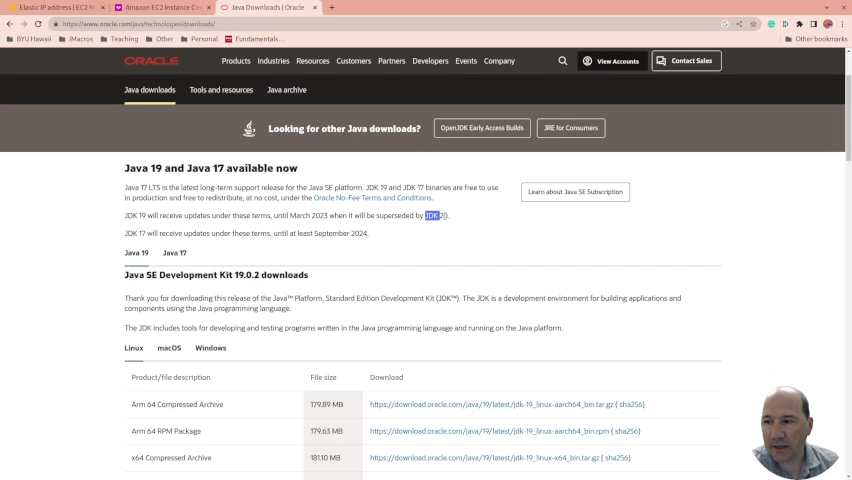 Elastic IP address | EC2 M
Amazon EC2 Instance Con
Java Downloads | Oracle
https://www.oracle.com/java/technologies/downloads/
BYU Hawaii
iMacros
Teaching
Other
Personal
Fundamentals...
Other bookmarks
ORACLE
Products
Industries
Resources
Customers
Partners
Developers
Events
Company
View Accounts
Contact Sales
Java downloads
Tools and resources
Java archive
Looking for other Java downloads?
OpenJDK Early Access Builds
JRE for Consumers
Java 19 and Java 17 available now
Java 17 LTS is the latest long-term support release for the Java SE platform. JDK 19 and JDK 17 binaries are free to use
in production and free to redistribute, at no cost, under the Oracle No-Fee Terms and Conditions.
Learn about Java SE Subscription
JDK 19 will receive updates under these terms, until March 2023 when it will be superseded by JDK 20.
JDK 17 will receive updates under these terms, until at least September 2024.
Java 19
Java 17
Java SE Development Kit 19.0.2 downloads
Thank you for downloading this release of the Java™ Platform, Standard Edition Development Kit (JDK™). The JDK is a development environment for building applications and
components using the Java programming language.
The JDK includes tools for developing and testing programs written in the Java programming language and running on the Java platform.
Linux
macOS
Windows
Product/file description
File size
Download
Arm 64 Compressed Archive
179.89 MB
https://download.oracle.com/java/19/latest/jdk-19_linux-aarch64_bin.tar.gz ( sha256)
Arm 64 RPM Package
179.63 MB
https://download.oracle.com/java/19/latest/jdk-19_linux-aarch64_bin.rpm ( sha256)
x64 Compressed Archive
181.10 MB
https://download.oracle.com/java/19/latest/jdk-19_linux-x64_bin.tar.gz ( sha256)